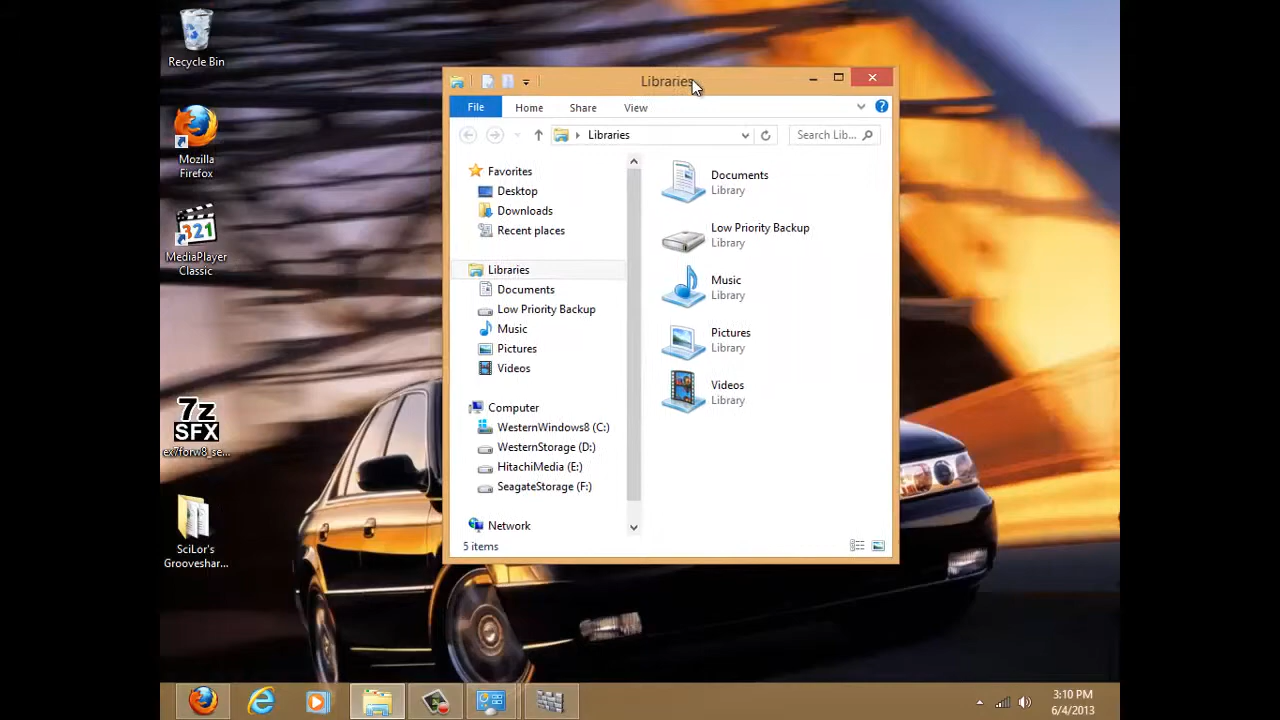 Recycle Bin
Mozilla
Firefox
321
MediaPlayer
Classic
7z
SFX
ex7forw8_se...
SciLor's
Grooveshar...
Libraries
File
Home
Share
View
Libraries
Search Lib...
Favorites
Desktop
Downloads
Recent places
Libraries
Documents
Low Priority Backup
Music
Pictures
Videos
Computer
WesternWindows8 (C:)
WesternStorage (D:)
HitachiMedia (E:)
SeagateStorage (F:)
Network
Documents
Library
Low Priority Backup
Library
Music
Library
Pictures
Library
Videos
Library
5 items
3:10 PM
6/4/2013